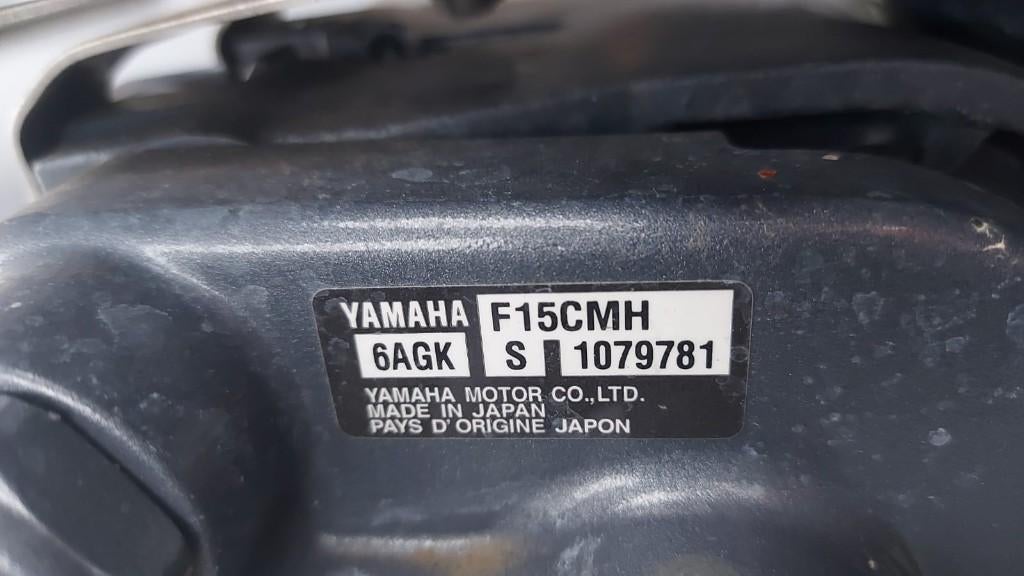 YAMAHA F15CMH
6AGK S 1079781
YAMAHA MOTOR CO.,LTD.
MADE IN JAPAN
PAYS D'ORIGINE JAPON